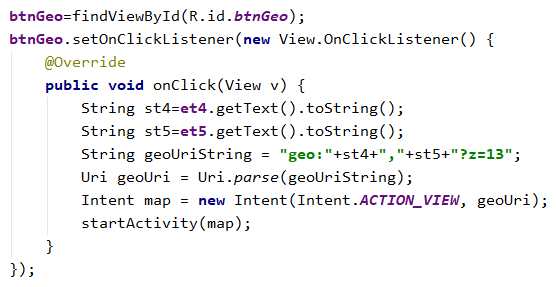 btnGeo=findViewById(R.id.btnGeo);
btnGeo.setOnClickListener(new View.OnClickListener() {
    @Override
    public void onClick(View v) {
        String st4=et4.getText().toString();
        String st5=et5.getText().toString();
        String geoUriString = "geo:"+st4+","+st5+"?z=13";
        Uri geoUri = Uri.parse(geoUriString);
        Intent map = new Intent(Intent.ACTION_VIEW, geoUri);
        startActivity(map);
    }
});